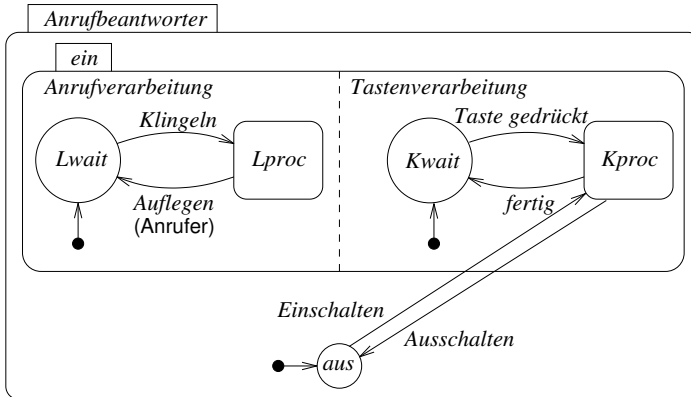 Anrufbeantworter
ein
Anrufverarbeitung
Tastenverarbeitung
Klingeln
Taste gedrückt
Lwait
Lproc
Kwait
Kproc
Auflegen
(Anrufer)
fertig
Einschalten
Ausschalten
aus